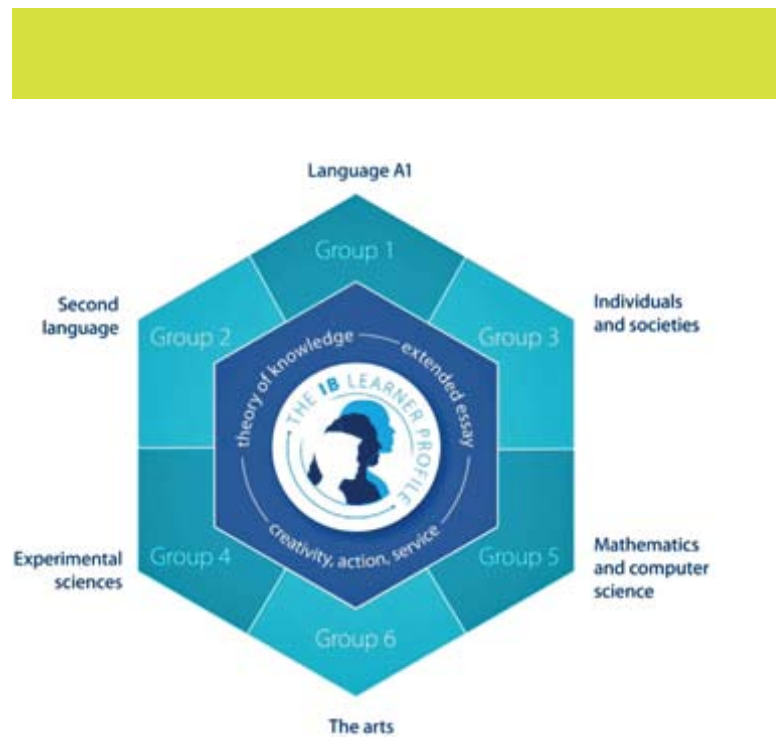 Language A1
Group 1
Second
language
Group 2
Individuals
and societies
Group 3
theory of knowledge
extended essay
THE IB LEARNER PROFILE
creativity, action, service
Experimental
sciences
Group 4
Group 5
Mathematics
and computer
science
Group 6
The arts